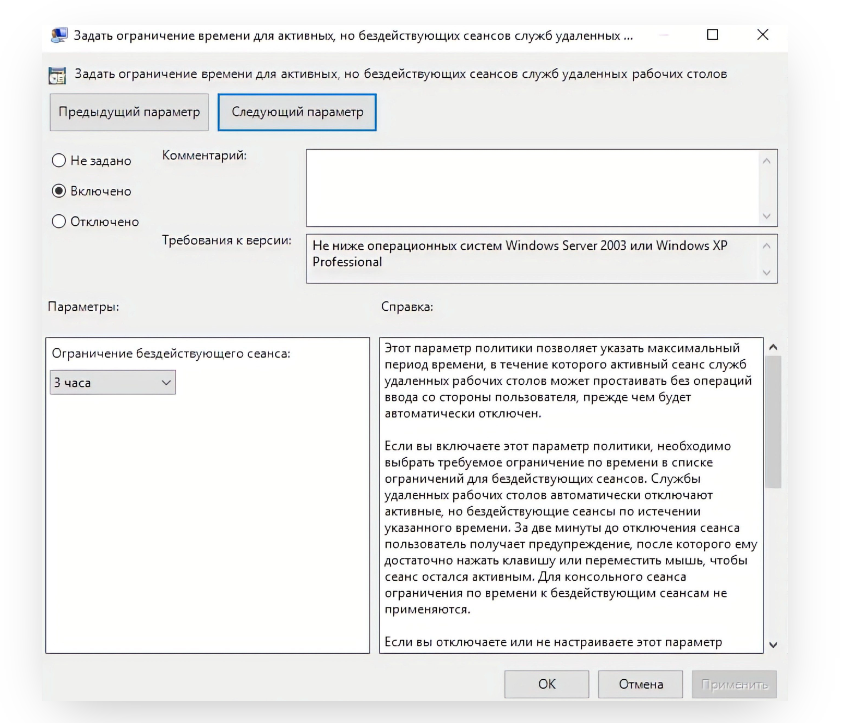 Задать ограничение времени для активных, но бездействующих сеансов служб удаленных ...
Задать ограничение времени для активных, но бездействующих сеансов служб удаленных рабочих столов
Предыдущий параметр
Следующий параметр
Не задано
Включено
Отключено
Комментарий:
Требования к версии:
Не ниже операционных систем Windows Server 2003 или Windows XP
Professional
Параметры:
Справка:
Ограничение бездействующего сеанса:
3 часа
Этот параметр политики позволяет указать максимальный
период времени, в течение которого активный сеанс служб
удаленных рабочих столов может простаивать без операций
ввода со стороны пользователя, прежде чем будет
автоматически отключен.
Если вы включаете этот параметр политики, необходимо
выбрать требуемое ограничение по времени в списке
ограничений для бездействующих сеансов. Службы
удаленных рабочих столов автоматически отключают
активные, но бездействующие сеансы по истечении
указанного времени. За две минуты до отключения сеанса
пользователь получает предупреждение, после которого ему
достаточно нажать клавишу или переместить мышь, чтобы
сеанс остался активным. Для консольного сеанса
ограничения по времени к бездействующим сеансам не
применяются.
Если вы отключаете или не настраиваете этот параметр
ОК
Отмена
Применить